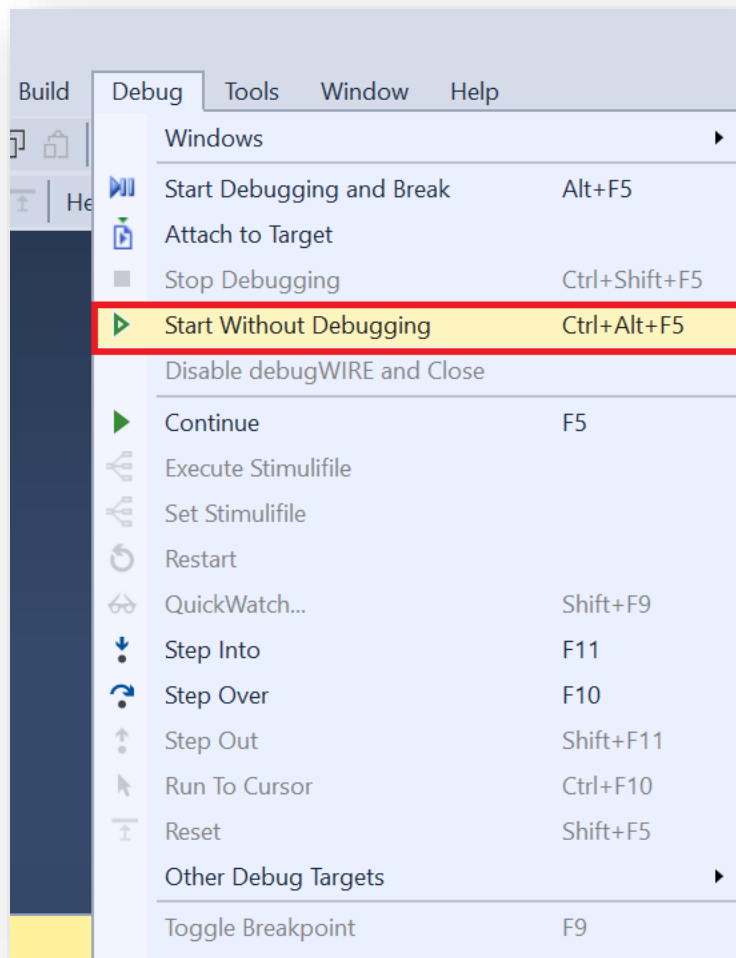 Build Debug Tools Window Help
Windows
He
Start Debugging and Break Alt+F5
Attach to Target
Stop Debugging Ctrl+Shift+F5
Start Without Debugging Ctrl+Alt+F5
Disable debugWIRE and Close
Continue F5
Execute Stimulifile
Set Stimulifile
Restart
QuickWatch... Shift+F9
Step Into F11
Step Over F10
Step Out Shift+F11
Run To Cursor Ctrl+F10
Reset Shift+F5
Other Debug Targets
Toggle Breakpoint F9